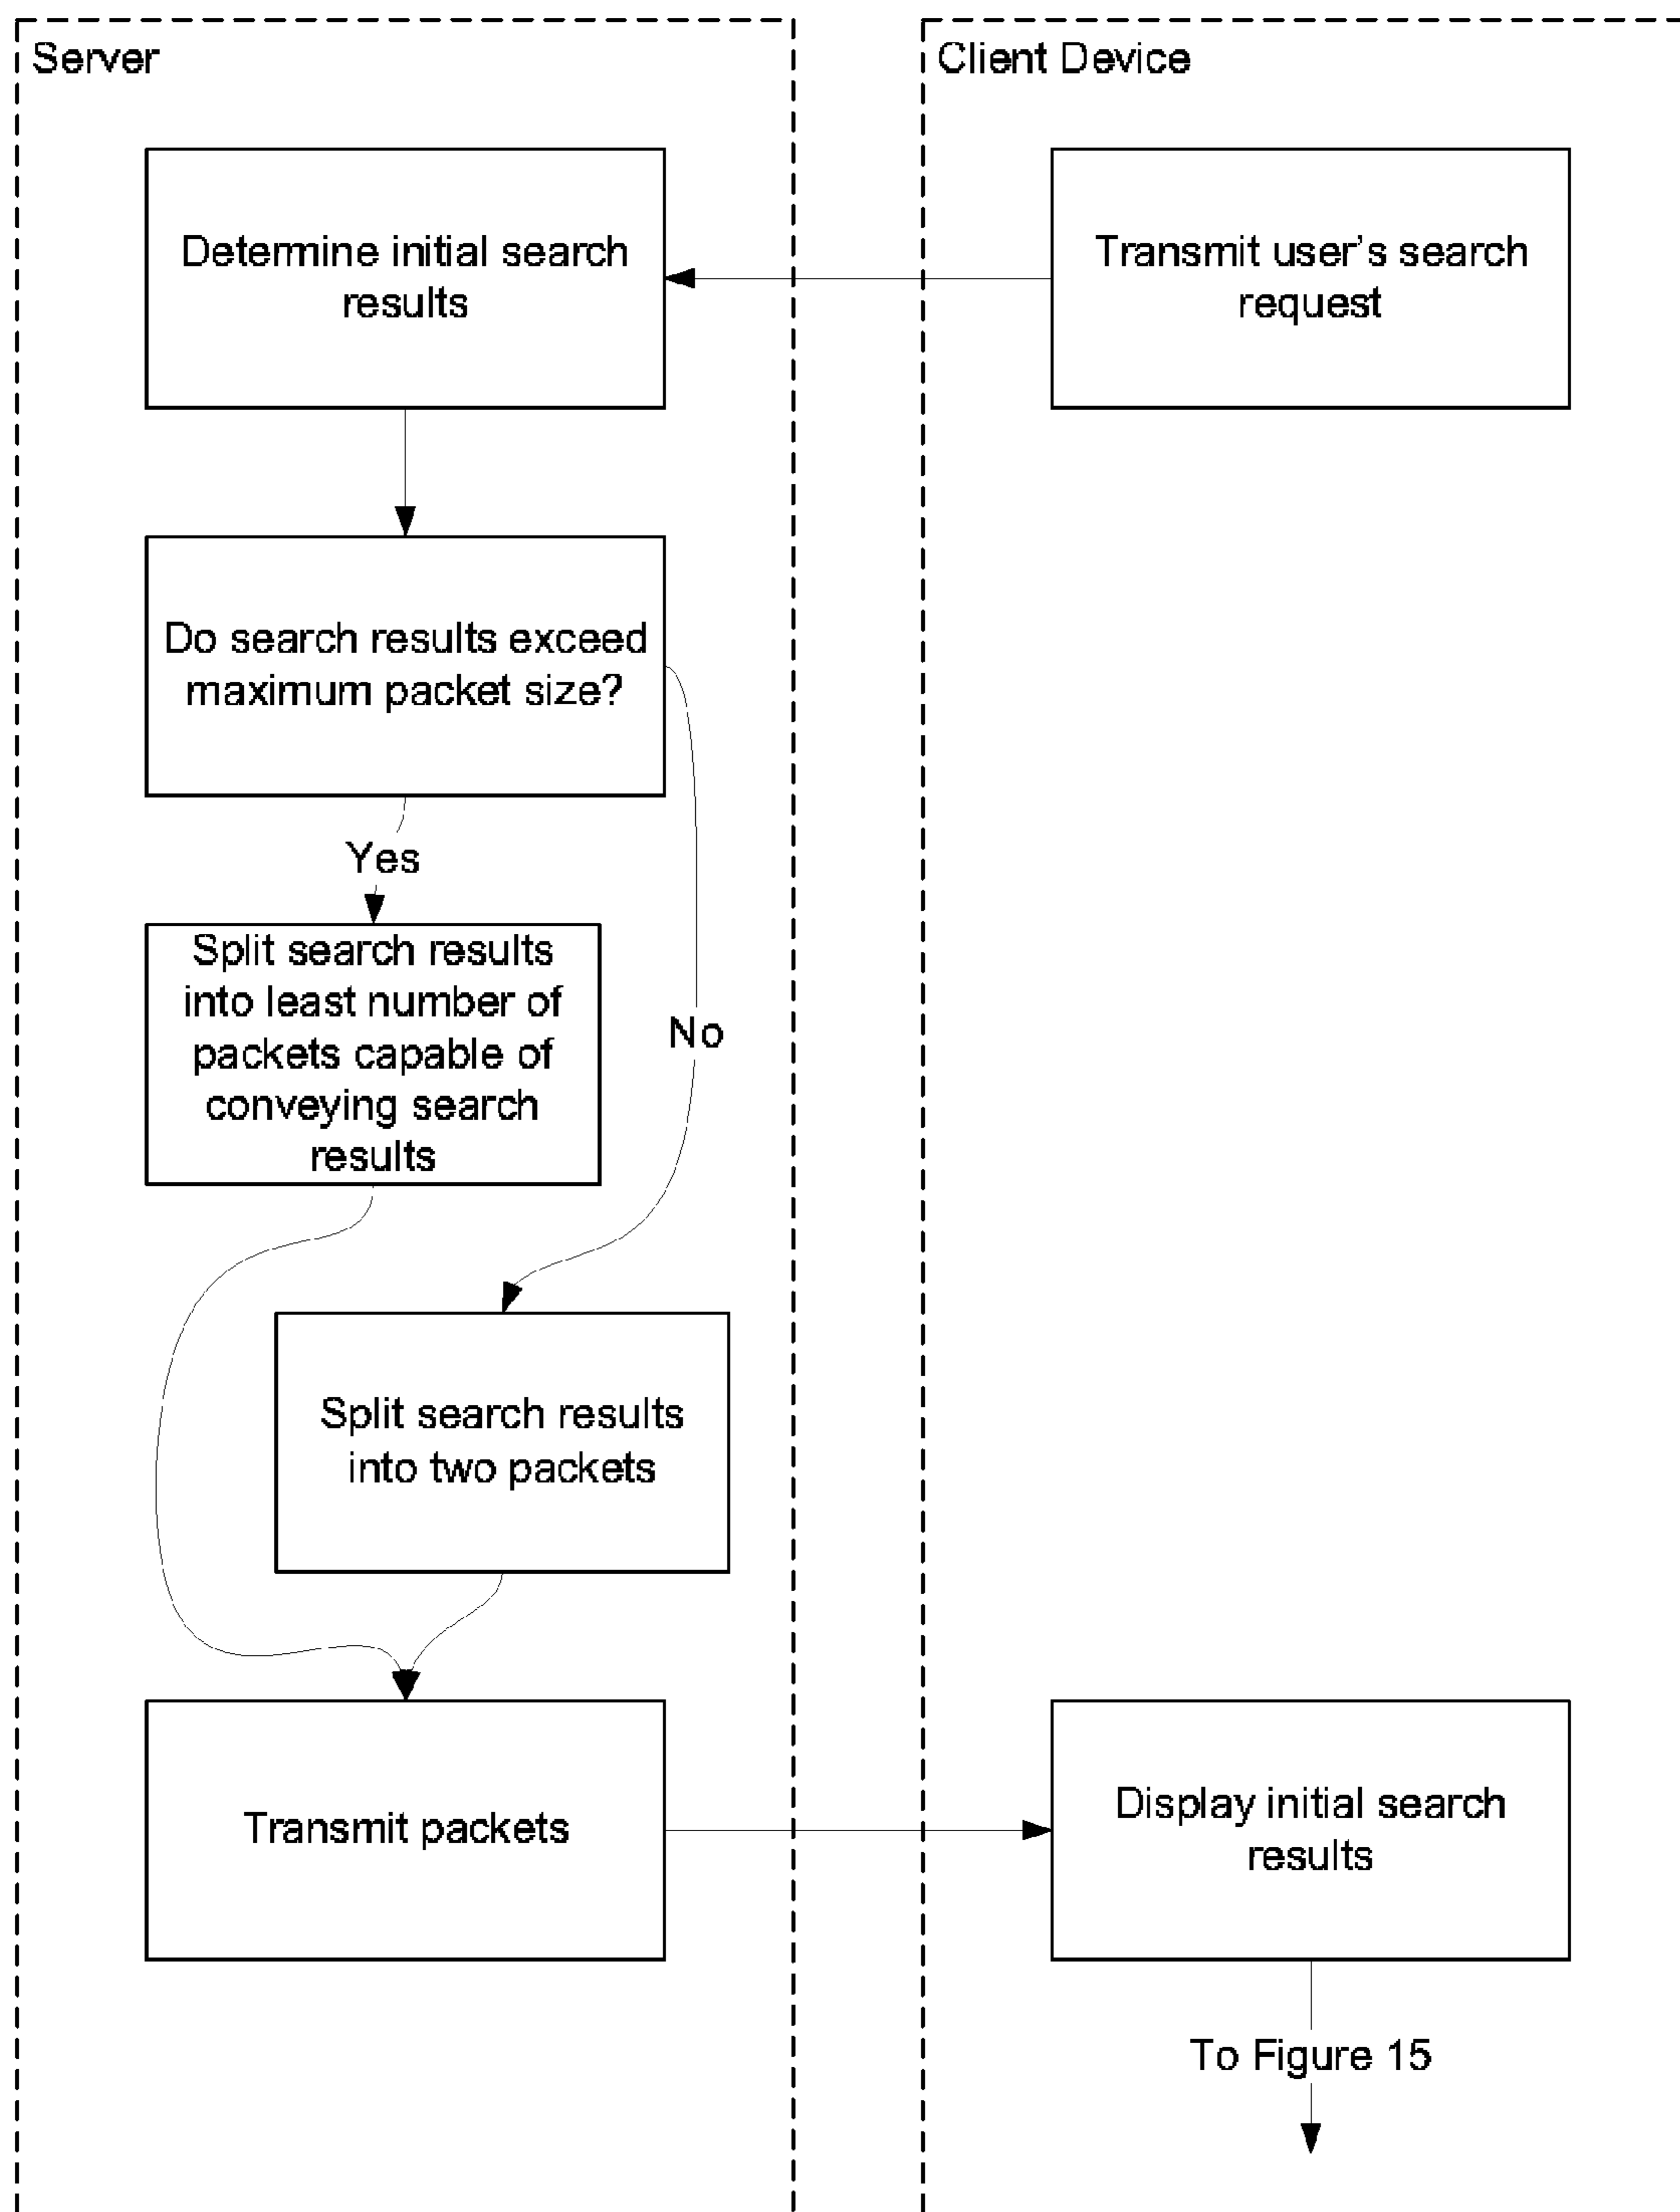 Server
Client Device
Determine initial search
results
Transmit user's search
request
Do search results exceed
maximum packet size?
Yes
Split search results
into least number of
packets capable of
conveying search
results
No
Split search results
into two packets
Transmit packets
Display initial search
results
To Figure 15